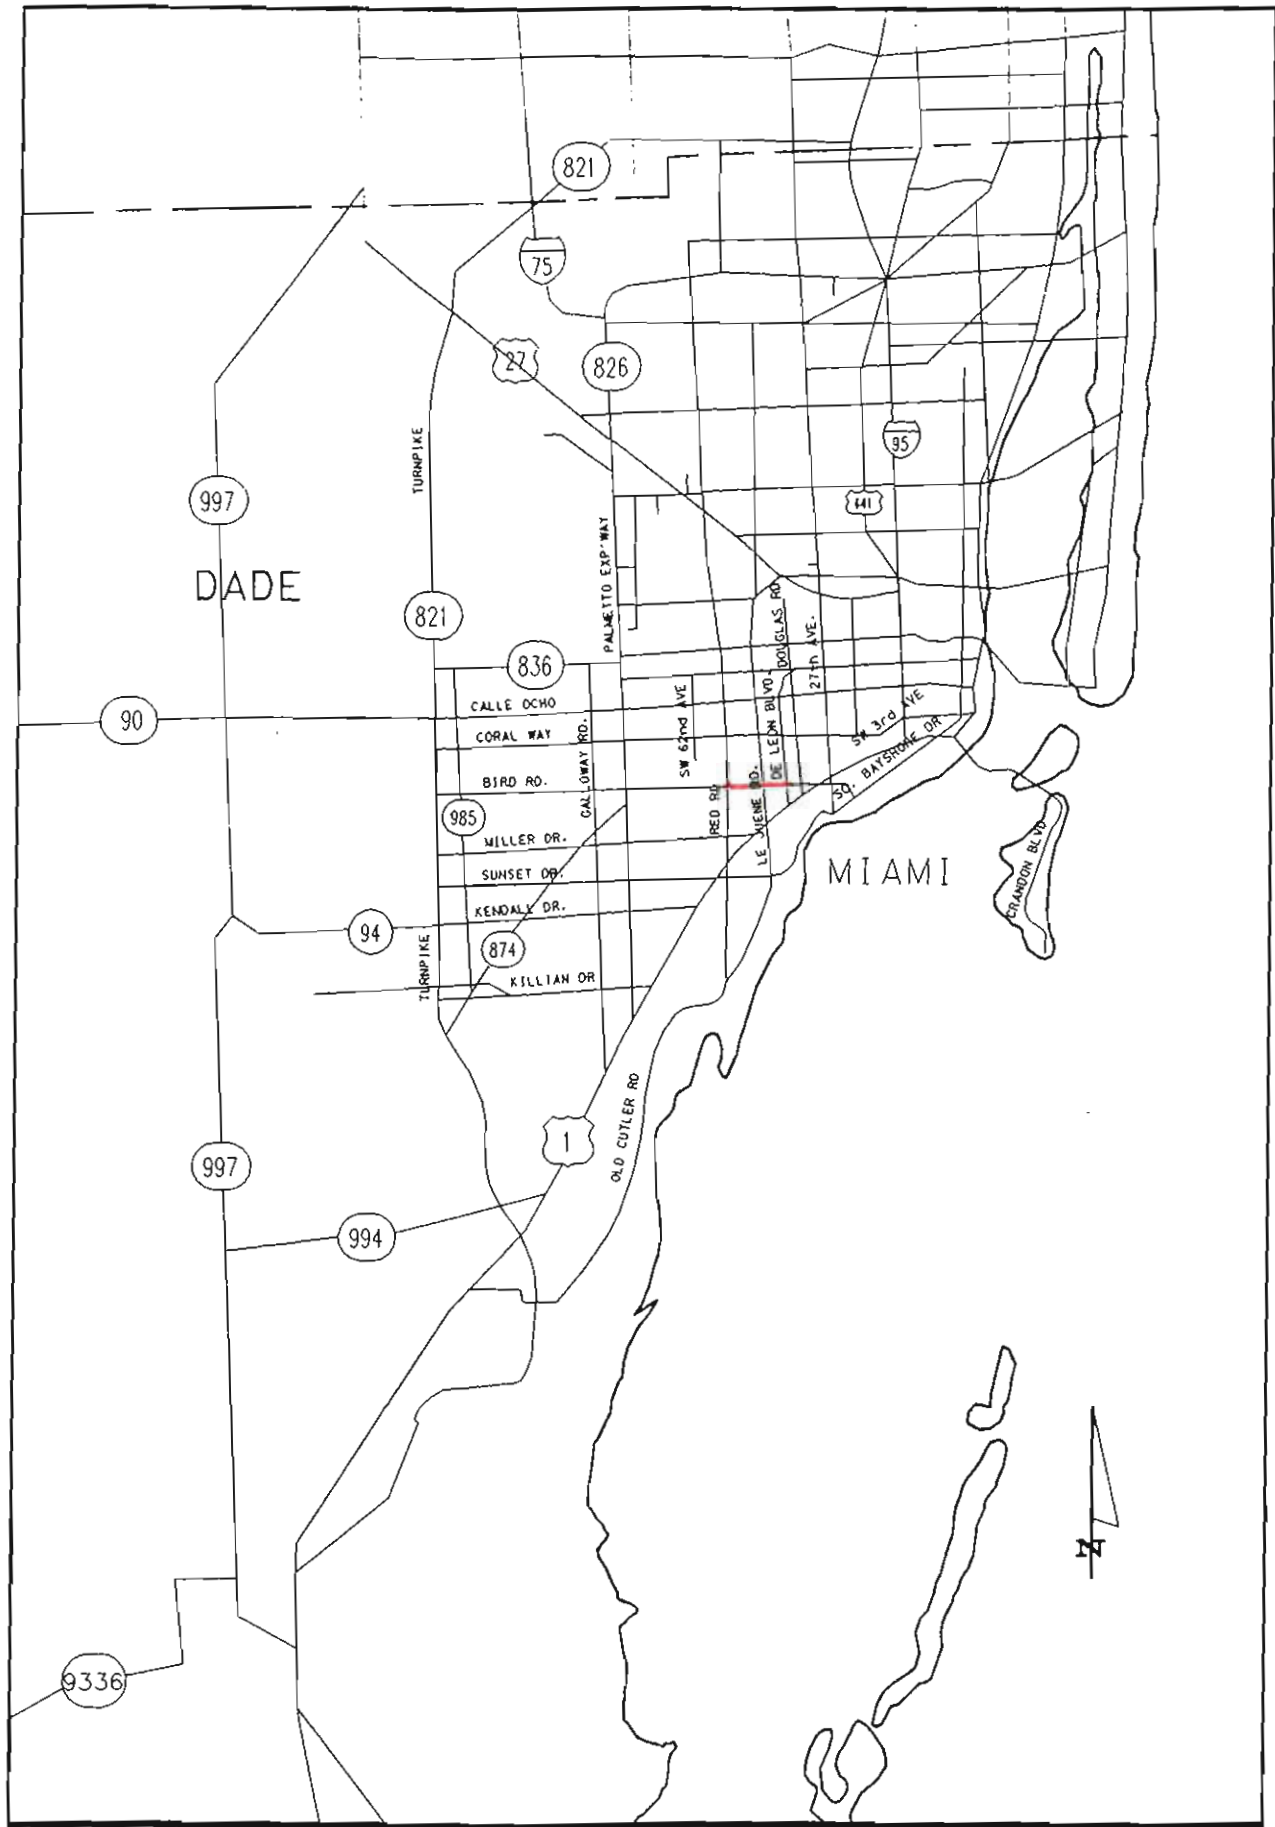 821
75
27
826
95
441
TURNPIKE
997
PALMETTO EXP'WAY
DADE
821
DOUGLAS RD
27th AVE.
836
90
CALLE OCHO
CORAL WAY
BIRD RD.
GALLOWAY RD.
SW 62nd AVE
DE LEON BLVD.
SW 3rd AVE
SO. BAYSHORE DR
RED RD
LE JUENE RD.
985
MILLER DR.
SUNSET DR.
KENDALL DR.
MIAMI
CRANDON BLVD
94
874
TURNPIKE
KILLIAN DR
OLD CUTLER RD
1
997
994
N
9336